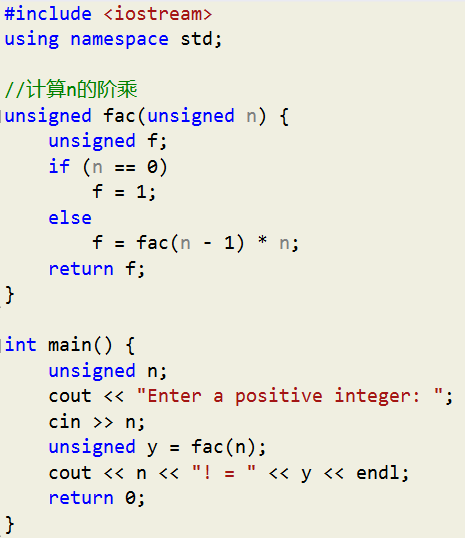 #include <iostream>
using namespace std;
//计算n的阶乘
unsigned fac(unsigned n) {
    unsigned f;
    if (n == 0)
        f = 1;
    else
        f = fac(n - 1) * n;
    return f;
}
int main() {
    unsigned n;
    cout << "Enter a positive integer: ";
    cin >> n;
    unsigned y = fac(n);
    cout << n << "! = " << y << endl;
    return 0;
}